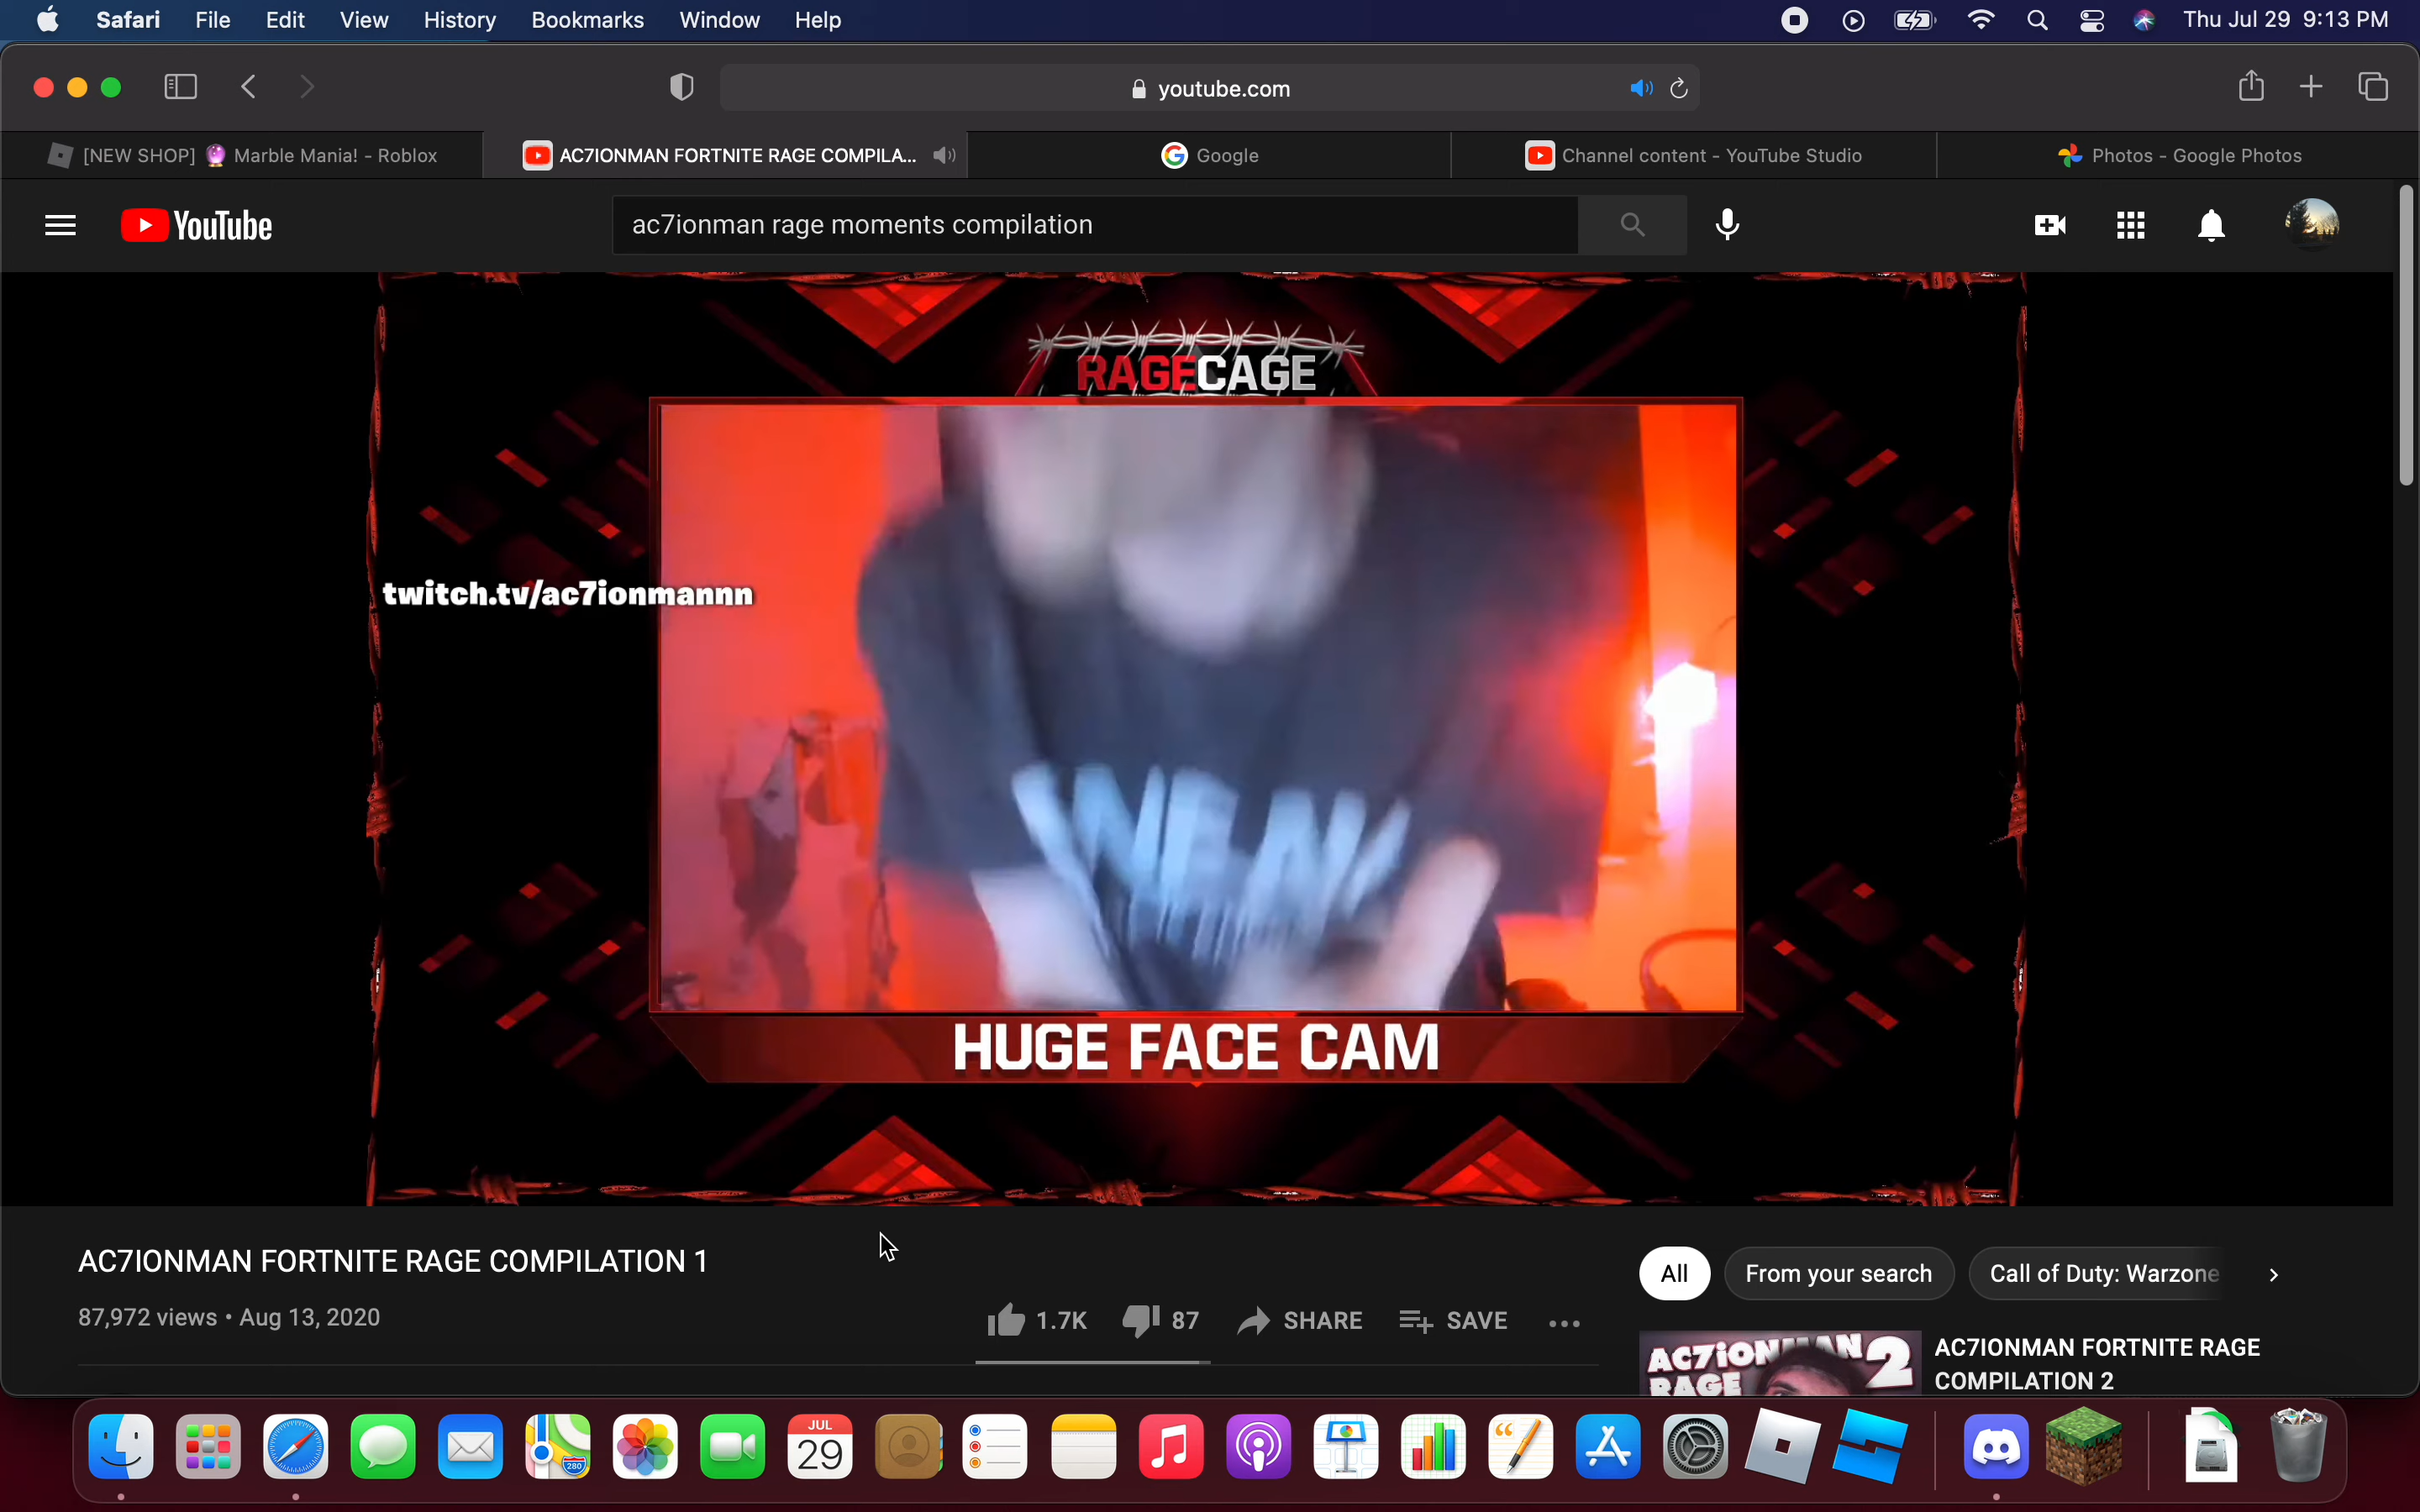 Safari File Edit View History Bookmarks Window Help
Thu Jul 29 9:13 PM
youtube.com
[NEW SHOP] 🔮 Marble Mania! - Roblox
AC7IONMAN FORTNITE RAGE COMPILA...
Google
Channel content - YouTube Studio
Photos - Google Photos
YouTube
ac7ionman rage moments compilation
RAGECAGE
twitch.tv/ac7ionmannn
HUGE FACE CAM
AC7IONMAN FORTNITE RAGE COMPILATION 1
87,972 views • Aug 13, 2020
1.7K
87
SHARE
SAVE
All
From your search
Call of Duty: Warzone
AC7IONMAN 2
RAGE
AC7IONMAN FORTNITE RAGE
COMPILATION 2
280
JUL
29